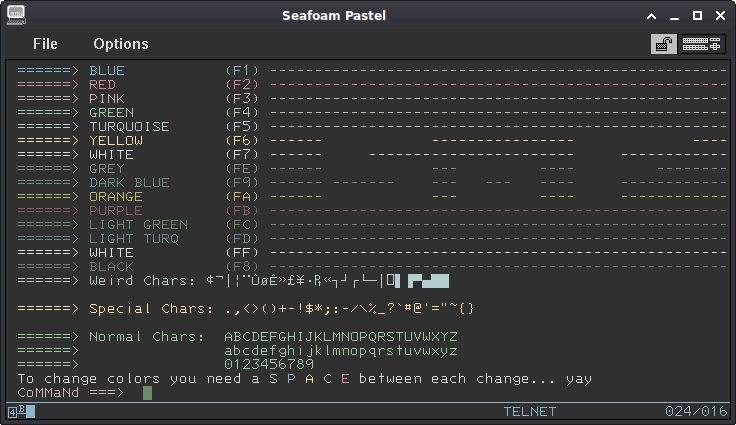 Seafoam Pastel
File Options
======> BLUE (F1) ---------------------------------------------------
======> RED (F2) ---------------------------------------------------
======> PINK (F3) ---------------------------------------------------
======> GREEN (F4) ---------------------------------------------------
======> TURQUOISE (F5) ---------------------------------------------------
======> YELLOW (F6) ------ ---------------- ----
======> WHITE (F7) ------ ---------------- ------------
======> GREY (FE) ------ --- ---- ------------
======> DARK BLUE (F9) ------ ------- --- --- ---- ------------
======> ORANGE (FA) ------ --- ---- ------------
======> PURPLE (FB) ---------------------------------------------------
======> LIGHT GREEN (FC) ---------------------------------------------------
======> LIGHT TURQ (FD) ---------------------------------------------------
======> WHITE (FF) ---------------------------------------------------
======> BLACK (F8) ---------------------------------------------------
======> Weird Chars:
======> Special Chars: .,<>()+-!$*;:-/\%_?`#@'="~{}
======> Normal Chars: ABCDEFGHIJKLMNOPQRSTUVWXYZ
======> abcdefghijklmnopqrstuvwxyz
======> 0123456789
To change colors you need a S P A C E between each change... yay
CoMMaNd ===>
4B TELNET 024/016